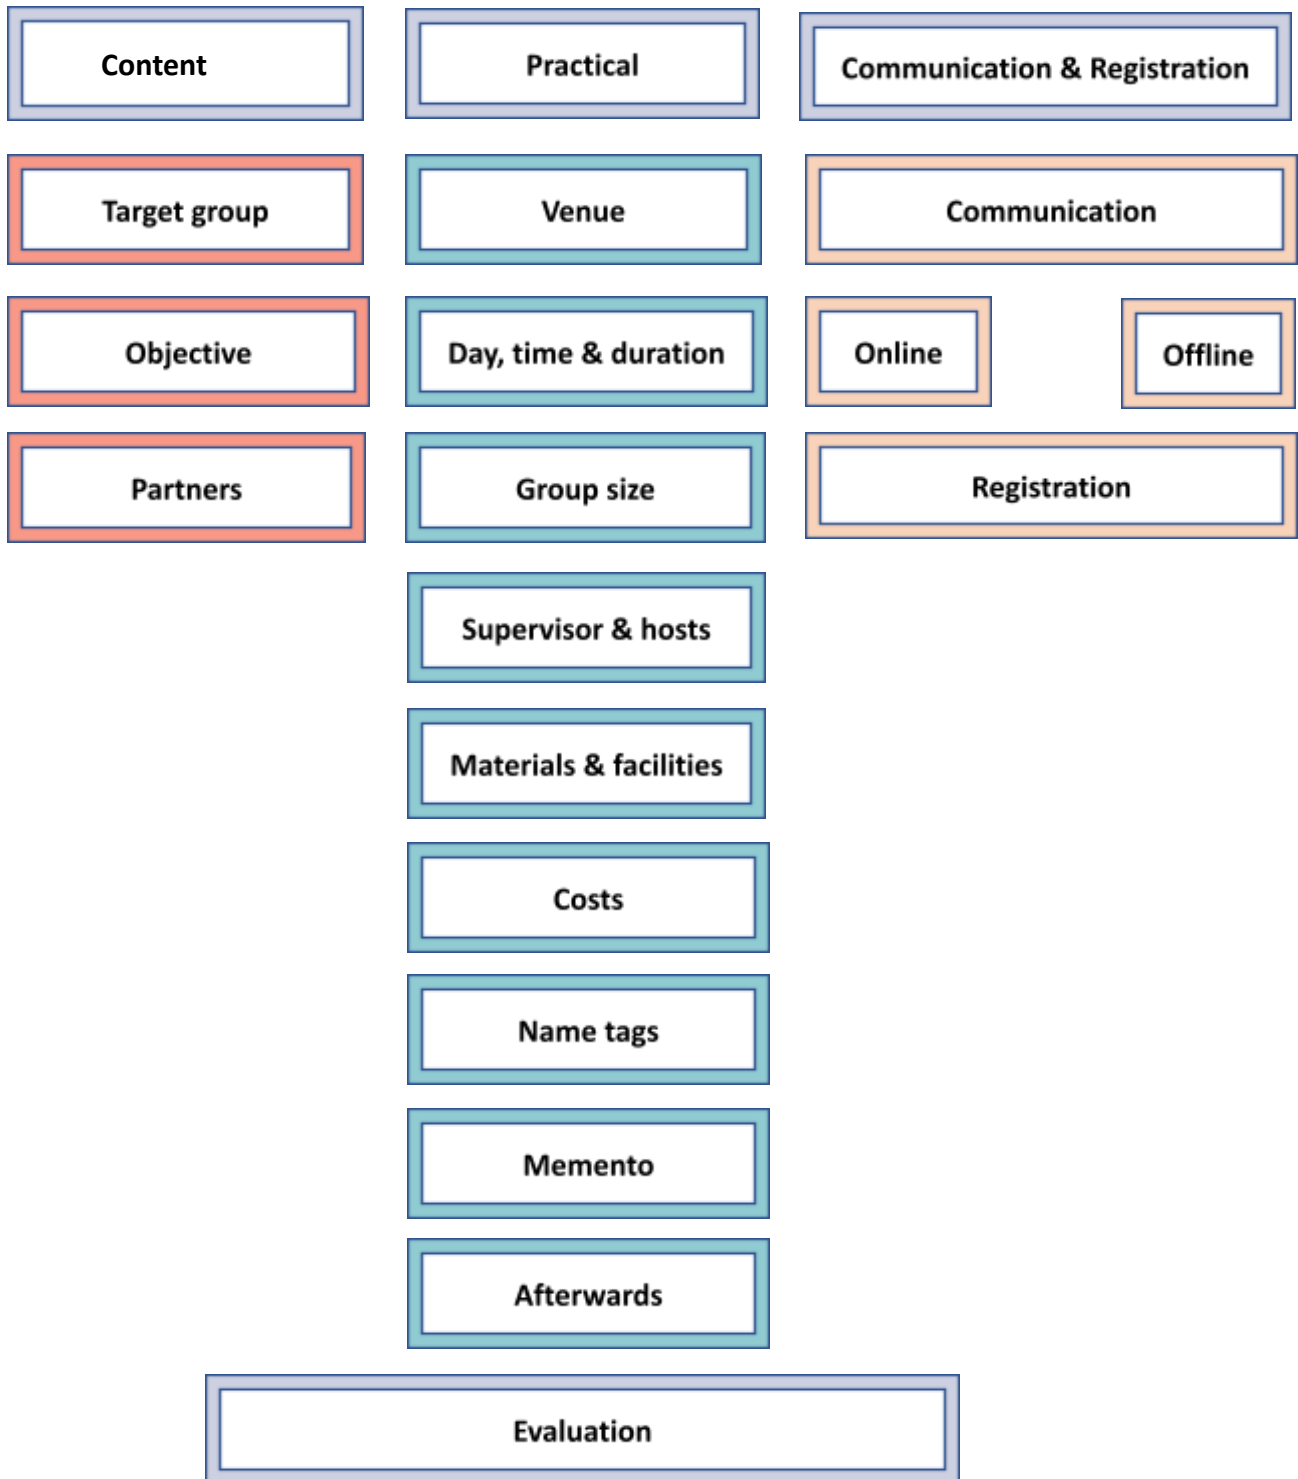 Content
Practical
Communication & Registration
Target group
Venue
Communication
Objective
Day, time & duration
Online
Offline
Partners
Group size
Registration
Supervisor & hosts
Materials & facilities
Costs
Name tags
Memento
Afterwards
Evaluation